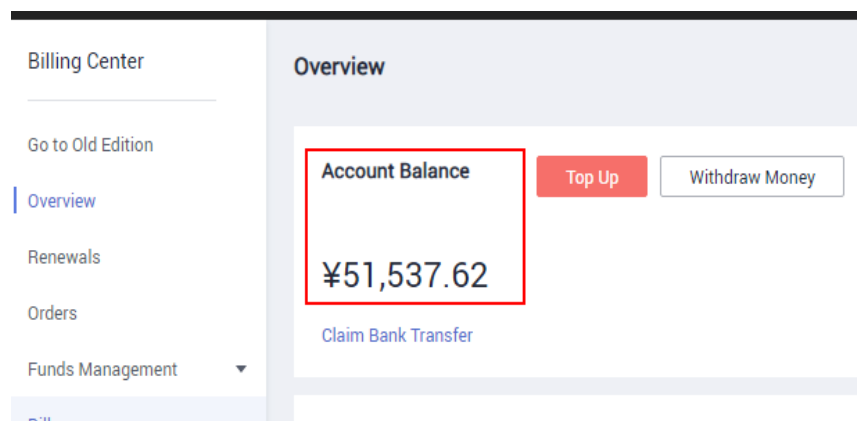 Billing Center
Overview
Go to Old Edition
Overview
Renewals
Orders
Funds Management
Account Balance
Top Up
Withdraw Money
¥51,537.62
Claim Bank Transfer